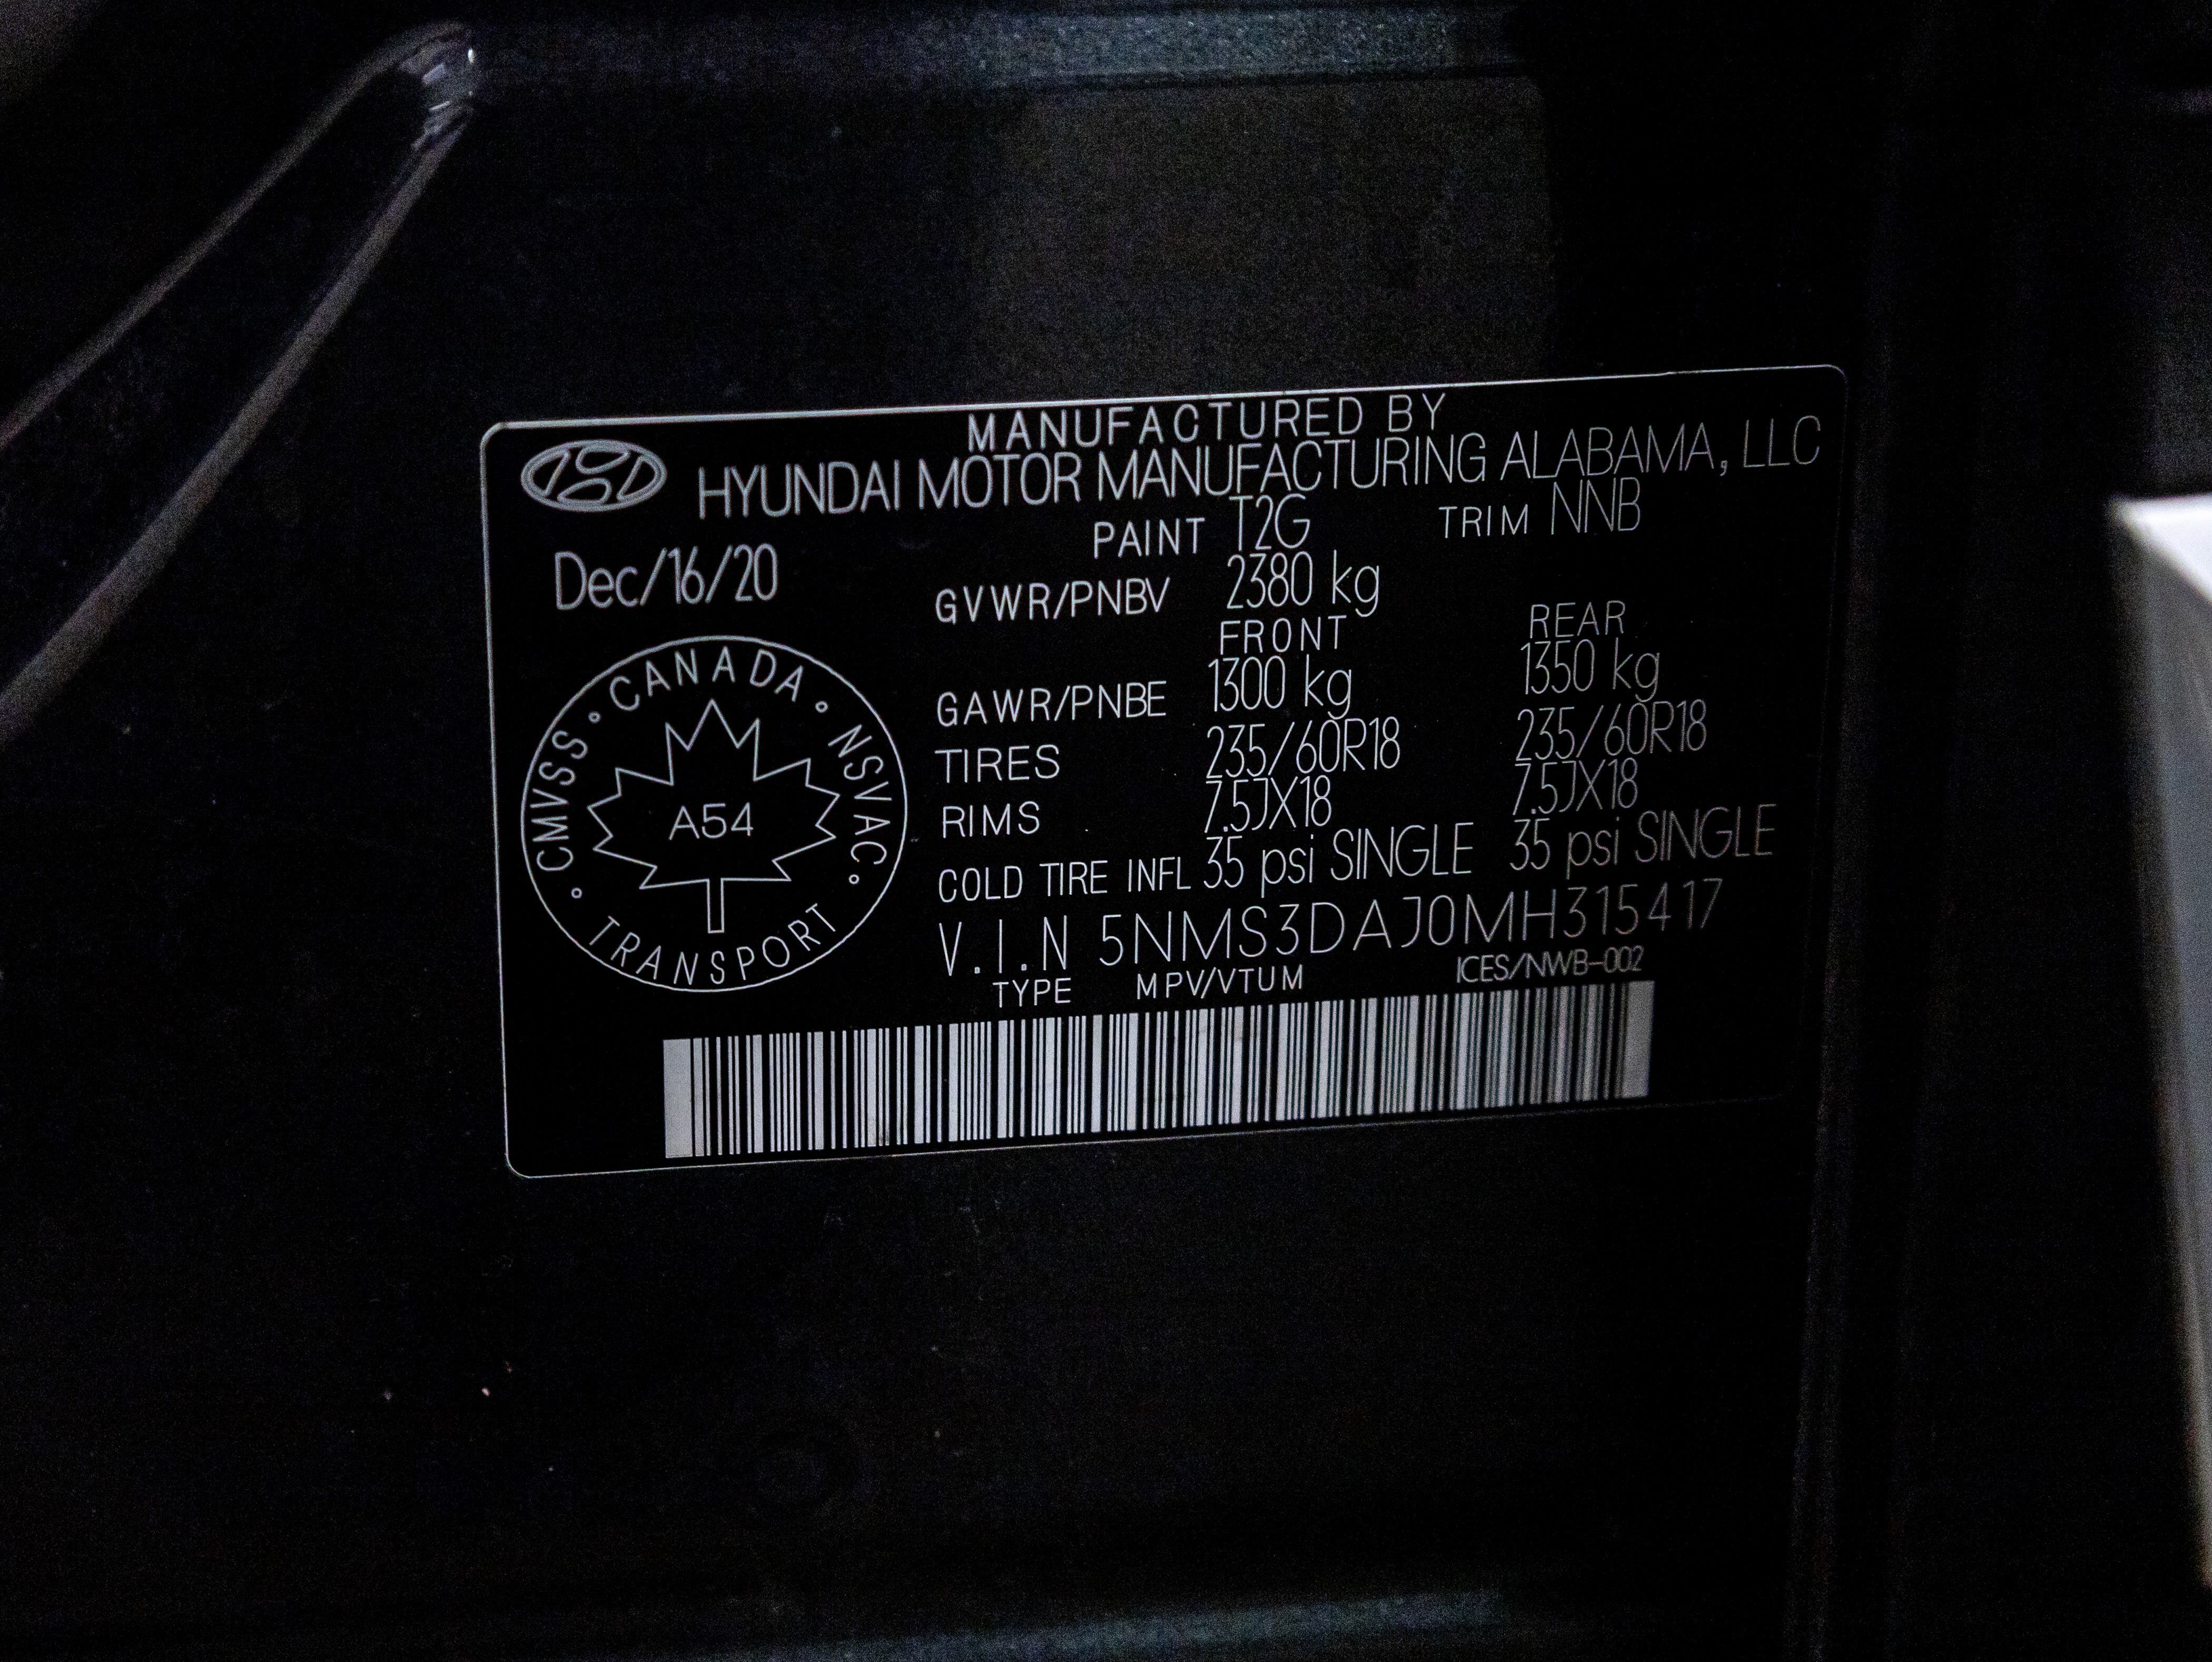 MANUFACTURED BY
HYUNDAI MOTOR MANUFACTURING ALABAMA, LLC
PAINT T2G TRIM NNB
Dec/16/20
GVWR/PNBV 2380 kg
FRONT REAR
GAWR/PNBE 1300 kg 1350 kg
TIRES 235/60R18 235/60R18
RIMS 7.5JX18 7.5JX18
COLD TIRE INFL 35 psi SINGLE 35 psi SINGLE
V.I.N 5NMS3DAJ0MH315417
TYPE MPV/VTUM ICES/NWB-002
CMVSS • CANADA • NSVAC •
TRANSPORT •
A54